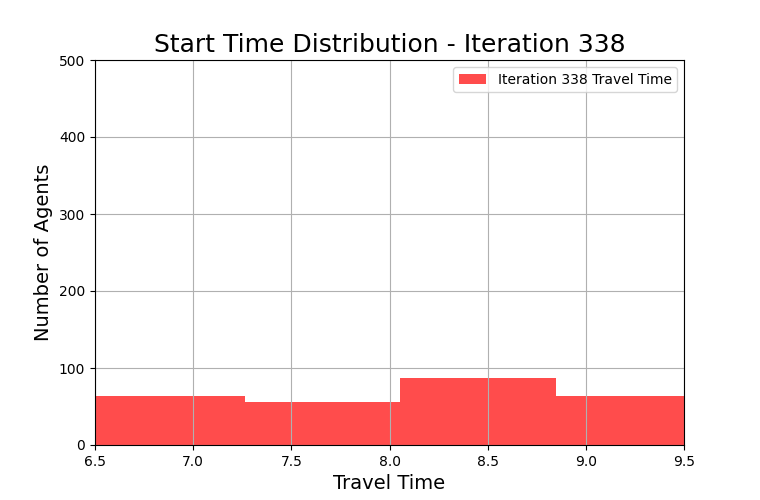 Start Time Distribution - Iteration 338
Iteration 338 Travel Time
Number of Agents
500
400
300
200
100
0
6.5 7.0 7.5 8.0 8.5 9.0 9.5
Travel Time